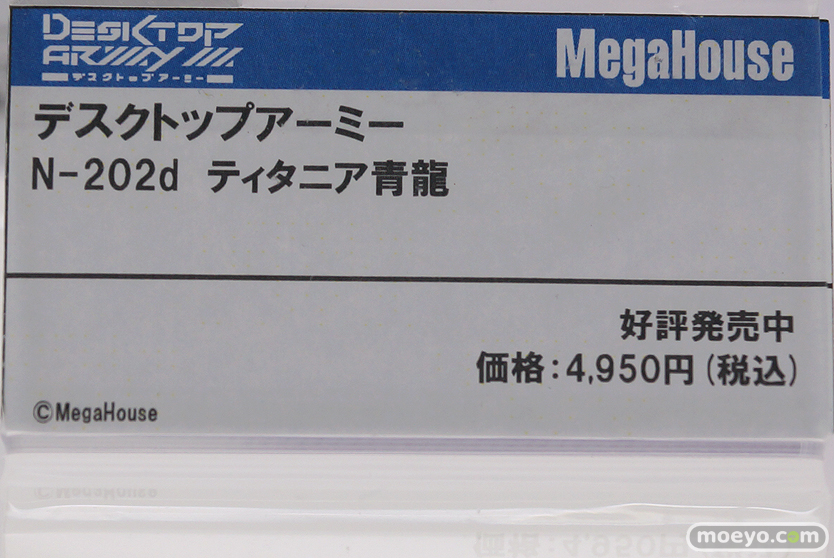 DESKTOP
ARMY
デスクトップアーミー
MegaHouse
デスクトップアーミー
N-202d ティタニア青龍
好評発売中
価格:4,950円(税込)
©MegaHouse
moeyo.com